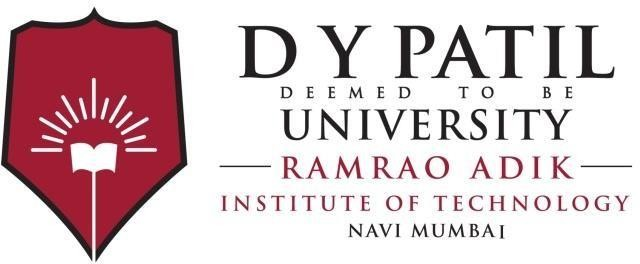 D Y PATIL
DEEMED TO BE
UNIVERSITY
RAMRAO ADIK
INSTITUTE OF TECHNOLOGY
NAVI MUMBAI